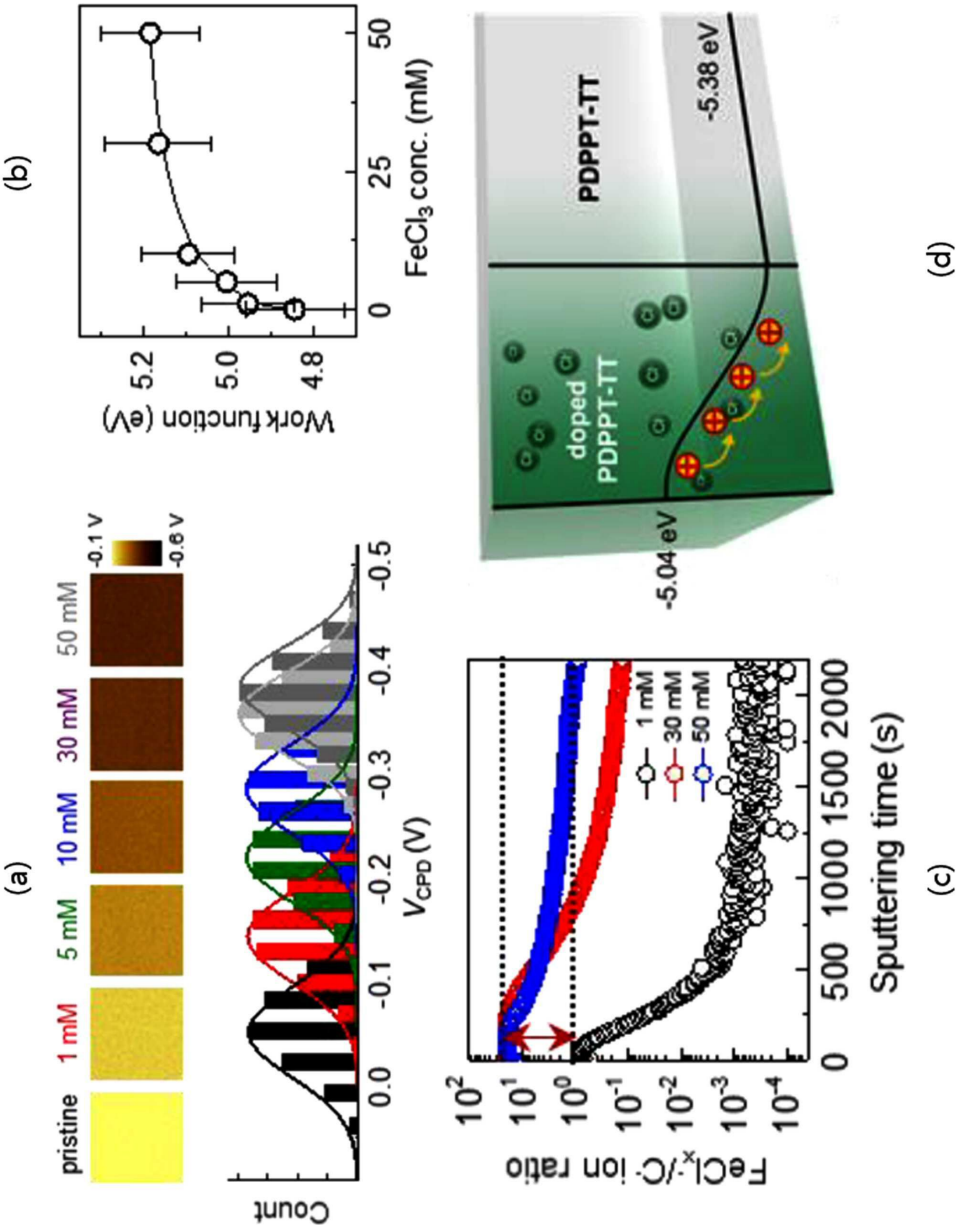 (a)
pristine 1 mM 5 mM 10 mM 30 mM 50 mM
-0.1 V
-0.6 V
Count
0.0 -0.1 -0.2 -0.3 -0.4 -0.5
VCPD (V)
(b)
Work function (eV)
5.2
5.0
4.8
0 25 50
FeCl3 conc. (mM)
(c)
FeClx-/C- ion ratio
10² 10¹ 10⁰ 10-1 10-2 10-3 10-4
1 mM
30 mM
50 mM
0 500 1000 1500 2000
Sputtering time (s)
(d)
doped
PDPPT-TT
PDPPT-TT
-5.04 eV
-5.38 eV